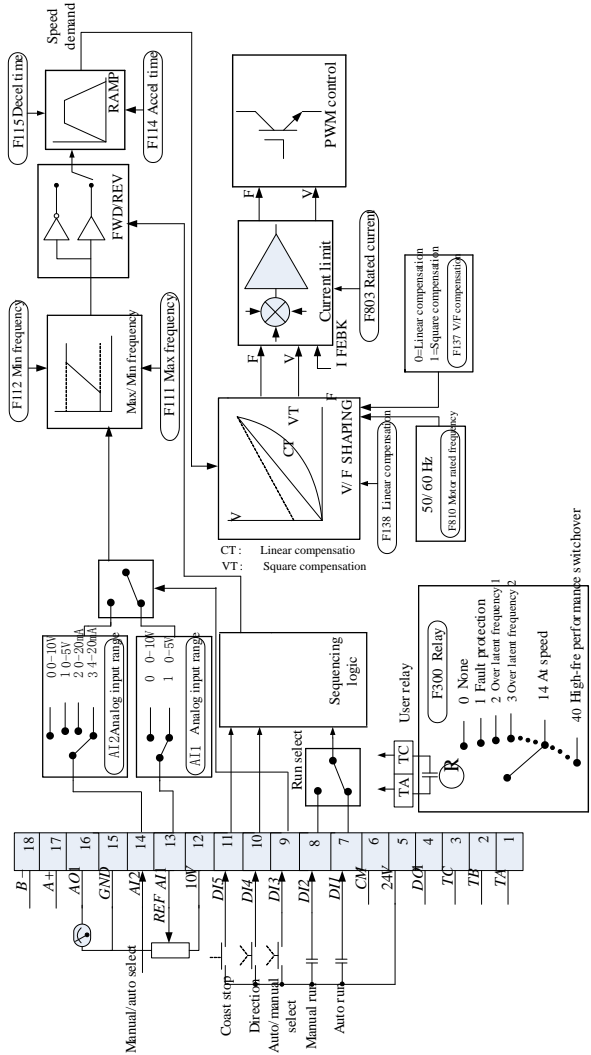 F115 Decel time
Speed
demand
RAMP
F114 Accel time
FWD/REV
F112 Min frequency
Max/Min frequency
F111 Max frequency
F
V
PWM control
F
V
Current limit
I FEBK
F803 Rated current
V
CT
VT
F
V/F SHAPING
CT: Linear compensatio
VT: Square compensation
F138 Linear compensation
50/60 Hz
F810 Motor rated frequency
0=Linear compensation
1=Square compensation
F137 V/F compensation
0 0-10V
1 0-5V
2 0-20mA
3 4-20mA
AI2Analog input range
0 0-10V
1 0-5V
AI1 Analog input range
Sequencing
logic
Run select
User relay
TA
TC
F300 Relay
R
0 None
1 Fault protection
2 Over latent frequency 1
3 Over latent frequency 2
14 At speed
40 High-fre performance switchover
18
17
16
15
14
13
12
11
10
9
8
7
6
5
4
3
2
1
B-
A+
AO1
GND
AI2
REF AI1
10V
DI5
DI4
DI3
DI2
DI1
CM
24V
DO1
TC
TB
TA
Manual/auto select
Coast stop
Direction
Auto/manual
select
Manual run
Auto run